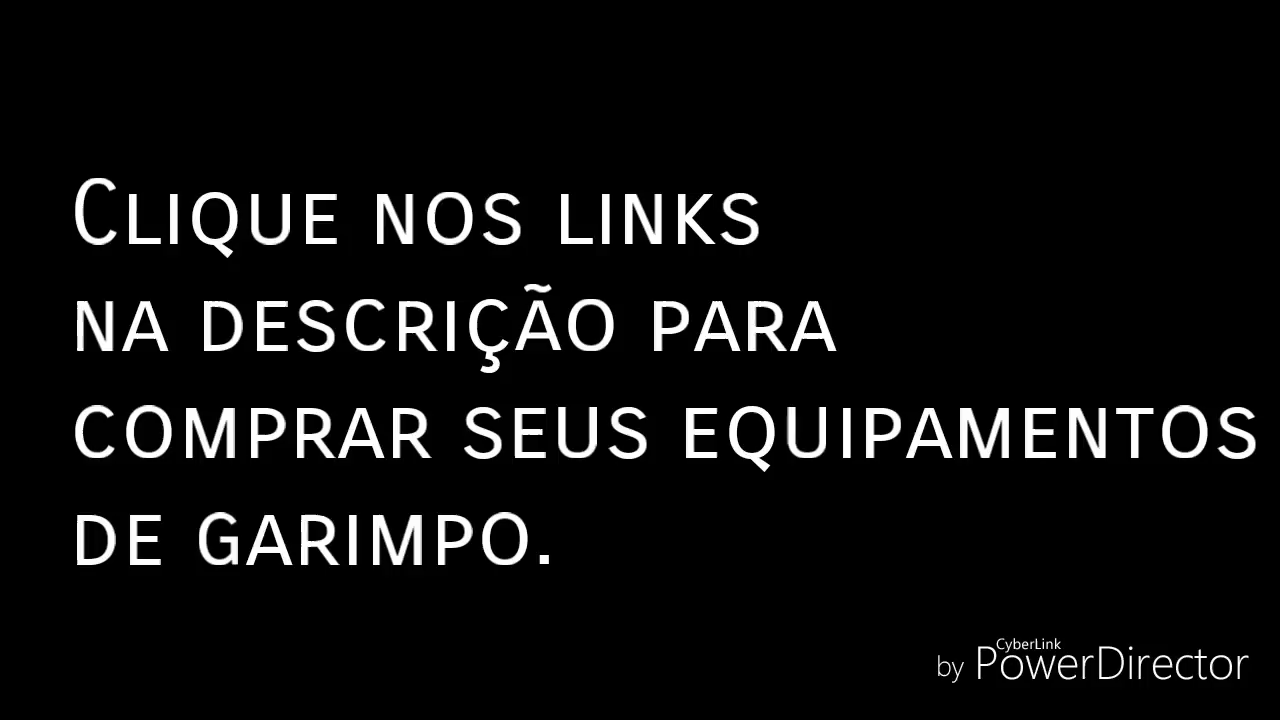 Clique nos links
na descrição para
comprar seus equipamentos
de garimpo.
CyberLink
by PowerDirector